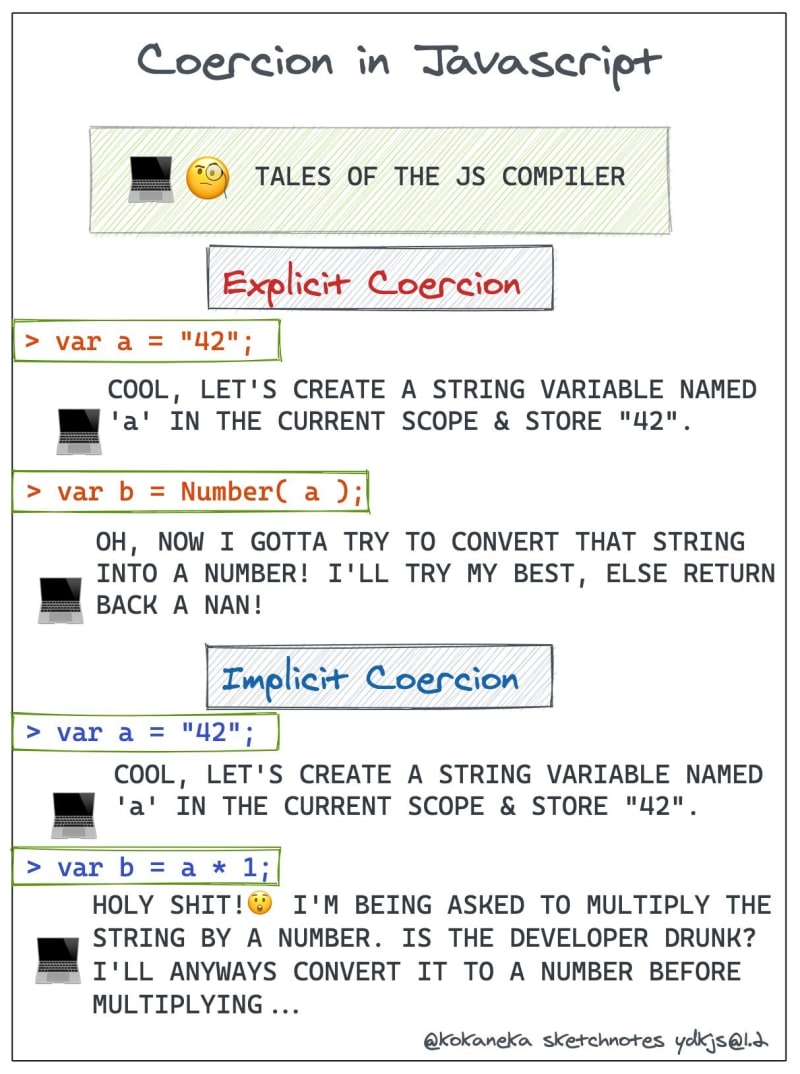 Coercion in Javascript
TALES OF THE JS COMPILER
Explicit Coercion
> var a = "42";
COOL, LET'S CREATE A STRING VARIABLE NAMED
'a' IN THE CURRENT SCOPE & STORE "42".
> var b = Number( a );
OH, NOW I GOTTA TRY TO CONVERT THAT STRING
INTO A NUMBER! I'LL TRY MY BEST, ELSE RETURN
BACK A NAN!
Implicit Coercion
> var a = "42";
COOL, LET'S CREATE A STRING VARIABLE NAMED
'a' IN THE CURRENT SCOPE & STORE "42".
> var b = a * 1;
HOLY SHIT!😲 I'M BEING ASKED TO MULTIPLY THE
STRING BY A NUMBER. IS THE DEVELOPER DRUNK?
I'LL ANYWAYS CONVERT IT TO A NUMBER BEFORE
MULTIPLYING...
@kokaneka sketchnotes ydkjs@1.2